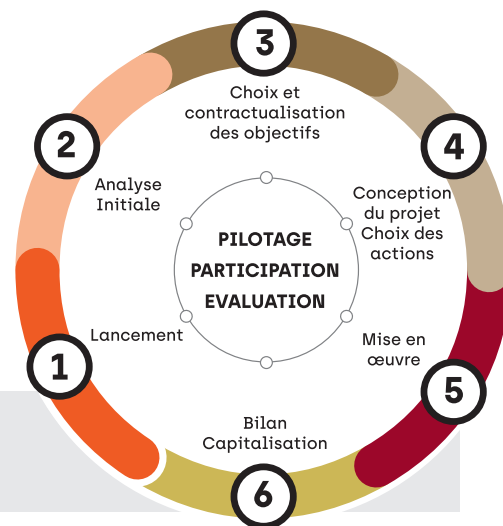 1
Lancement
2
Analyse
Initiale
3
Choix et
contractualisation
des objectifs
4
Conception
du projet
Choix des
actions
5
Mise en
œuvre
6
Bilan
Capitalisation
PILOTAGE
PARTICIPATION
EVALUATION